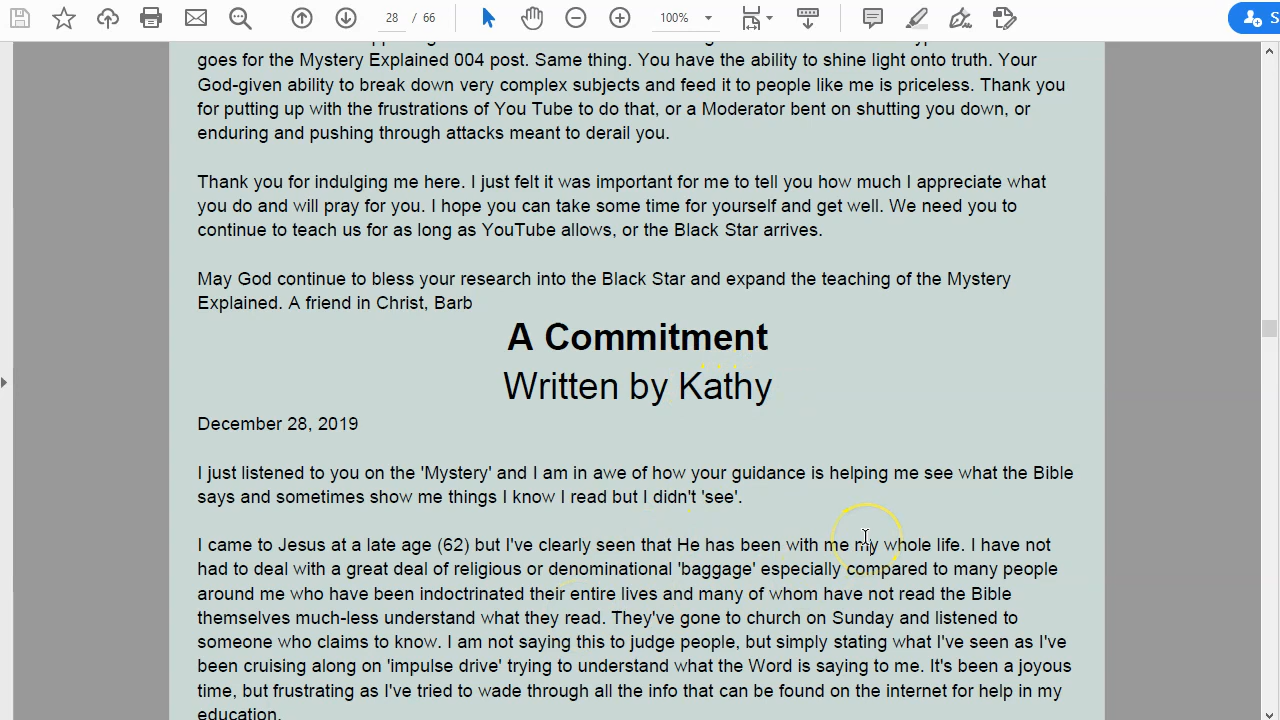 28 / 66
100%
S
goes for the Mystery Explained 004 post. Same thing. You have the ability to shine light onto truth. Your
God-given ability to break down very complex subjects and feed it to people like me is priceless. Thank you
for putting up with the frustrations of You Tube to do that, or a Moderator bent on shutting you down, or
enduring and pushing through attacks meant to derail you.
Thank you for indulging me here. I just felt it was important for me to tell you how much I appreciate what
you do and will pray for you. I hope you can take some time for yourself and get well. We need you to
continue to teach us for as long as YouTube allows, or the Black Star arrives.
May God continue to bless your research into the Black Star and expand the teaching of the Mystery
Explained. A friend in Christ, Barb
A Commitment
Written by Kathy
December 28, 2019
I just listened to you on the 'Mystery' and I am in awe of how your guidance is helping me see what the Bible
says and sometimes show me things I know I read but I didn't 'see'.
I came to Jesus at a late age (62) but I've clearly seen that He has been with me my whole life. I have not
had to deal with a great deal of religious or denominational 'baggage' especially compared to many people
around me who have been indoctrinated their entire lives and many of whom have not read the Bible
themselves much-less understand what they read. They've gone to church on Sunday and listened to
someone who claims to know. I am not saying this to judge people, but simply stating what I've seen as I've
been cruising along on 'impulse drive' trying to understand what the Word is saying to me. It's been a joyous
time, but frustrating as I've tried to wade through all the info that can be found on the internet for help in my
education.